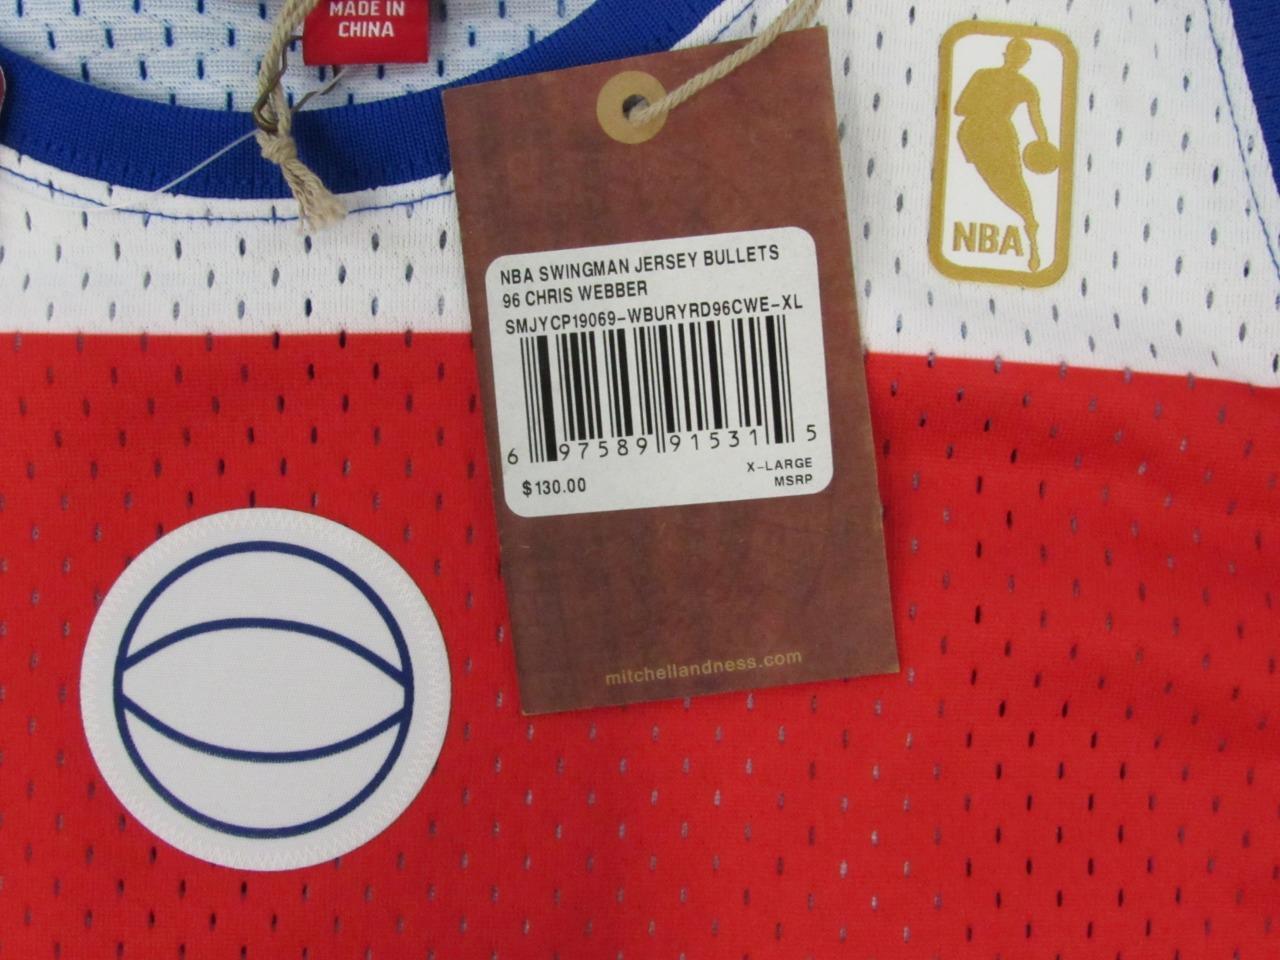 MADE IN
CHINA
NBA
NBA SWINGMAN JERSEY BULLETS
96 CHRIS WEBBER
SMJYCP19069-WBURYRD96CWE-XL
6 97589 91531 5
$130.00
X-LARGE
MSRP
mitchellandness.com